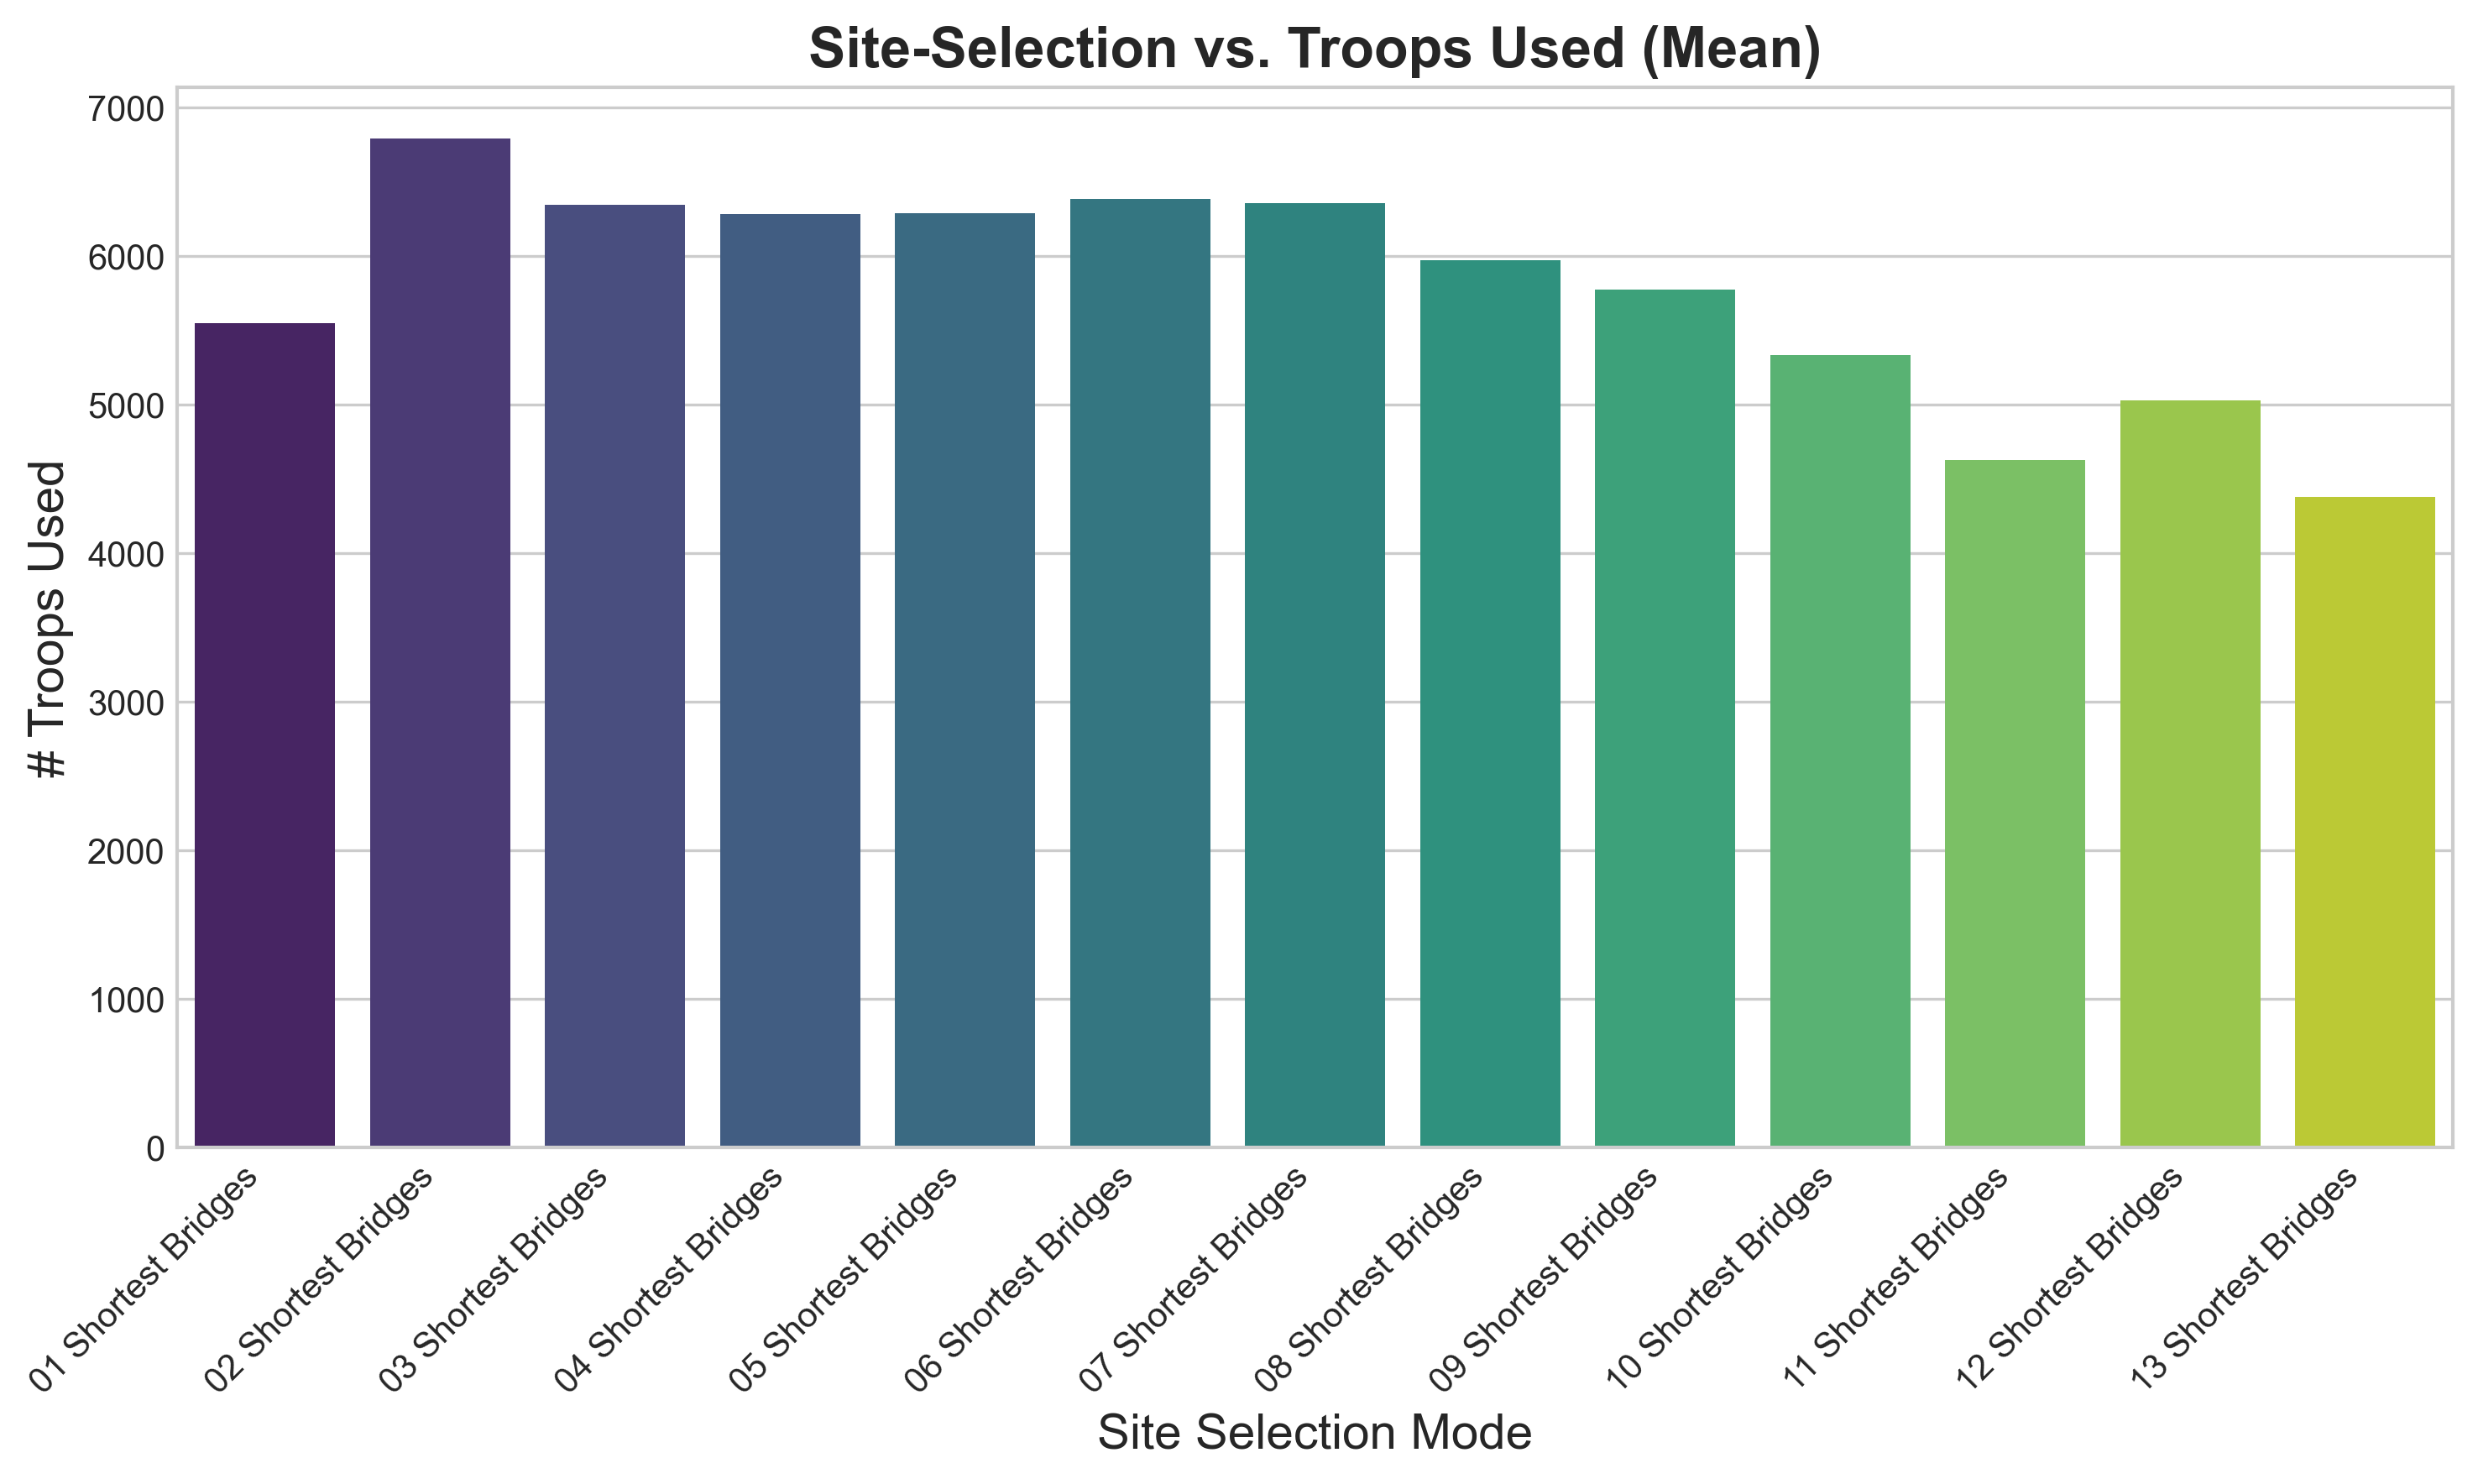 Site-Selection vs. Troops Used (Mean)
# Troops Used
7000
6000
5000
4000
3000
2000
1000
0
01 Shortest Bridges
02 Shortest Bridges
03 Shortest Bridges
04 Shortest Bridges
05 Shortest Bridges
06 Shortest Bridges
07 Shortest Bridges
08 Shortest Bridges
09 Shortest Bridges
10 Shortest Bridges
11 Shortest Bridges
12 Shortest Bridges
13 Shortest Bridges
Site Selection Mode